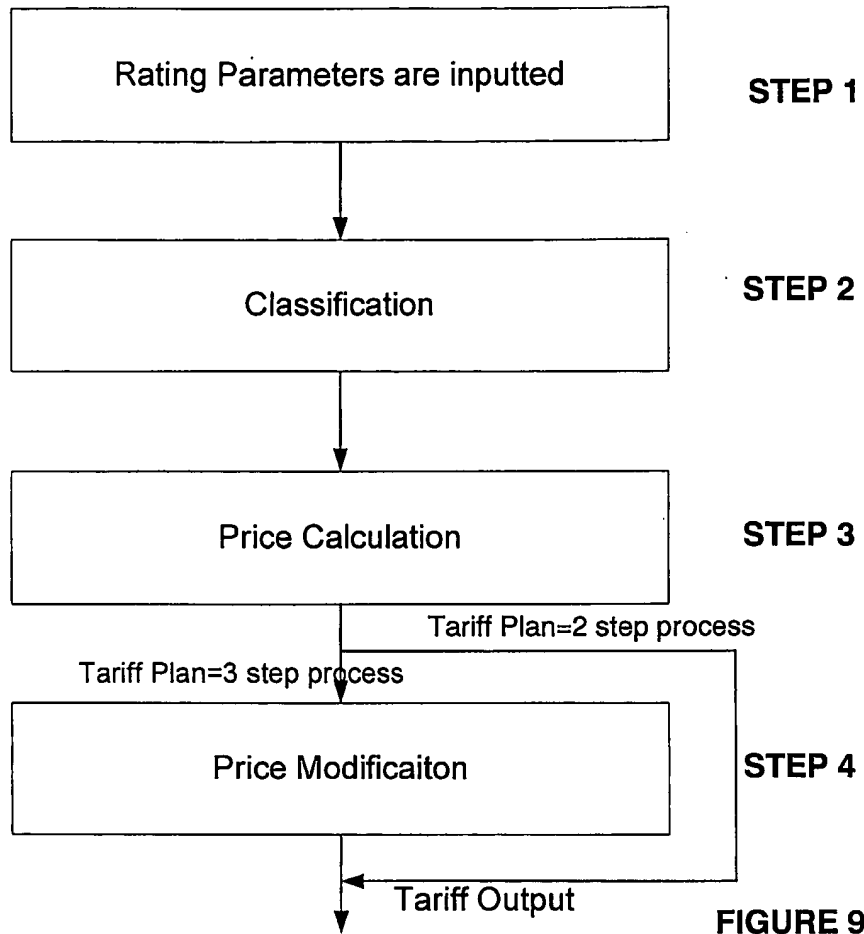 Rating Parameters are inputted
STEP 1
Classification
STEP 2
Price Calculation
STEP 3
Tariff Plan=2 step process
Tariff Plan=3 step process
Price Modificaiton
STEP 4
Tariff Output
FIGURE 9